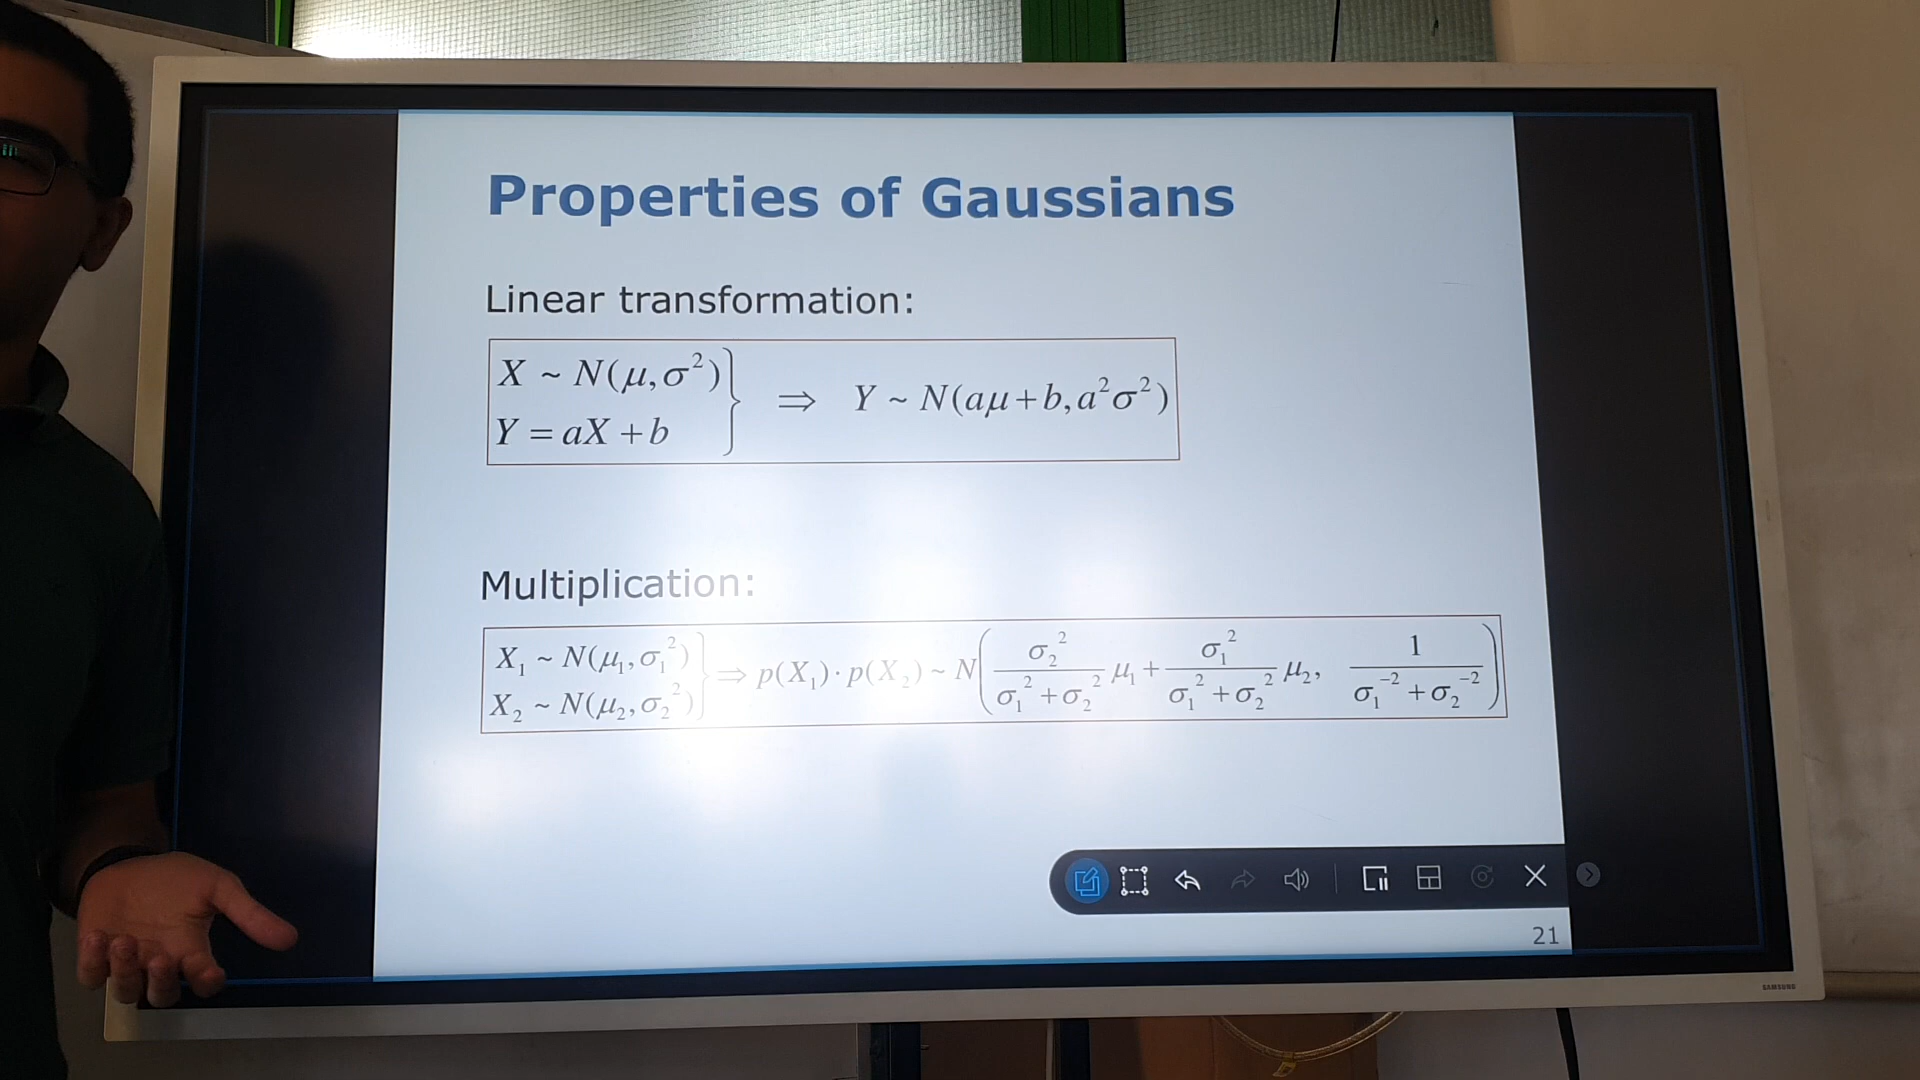 Properties of Gaussians
Linear transformation:
X ~ N(μ,σ²)
Y = aX + b
⇒ Y ~ N(aμ + b, a²σ²)
Multiplication:
X₁ ~ N(μ₁,σ₁²)
X₂ ~ N(μ₂,σ₂²)
⇒ p(X₁)·p(X₂) ~ N(σ₂²/(σ₁² + σ₂²) μ₁ + σ₁²/(σ₁² + σ₂²) μ₂, 1/(σ₁⁻² + σ₂⁻²))
21
SAMSUNG